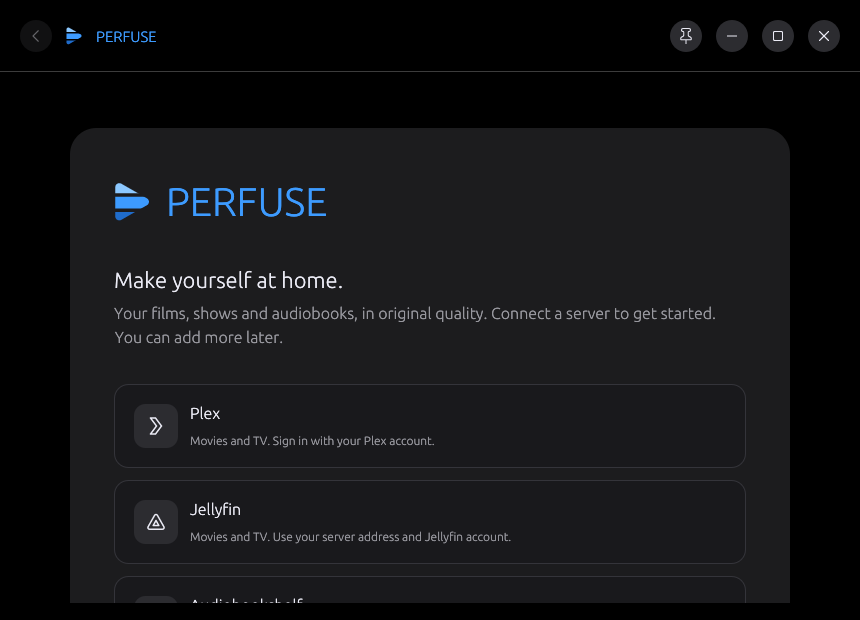 PERFUSE
PERFUSE
Make yourself at home.
Your films, shows and audiobooks, in original quality. Connect a server to get started.
You can add more later.
Plex
Movies and TV. Sign in with your Plex account.
Jellyfin
Movies and TV. Use your server address and Jellyfin account.
Audiobookshelf